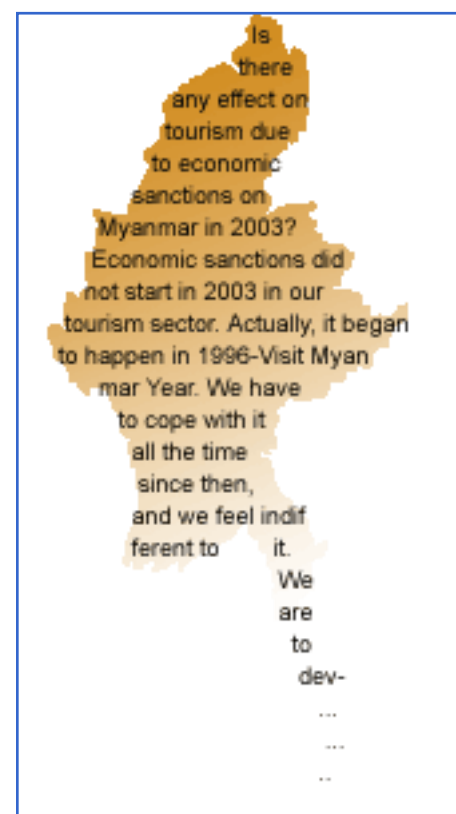 Is
there
any effect on
tourism due
to economic
sanctions on
Myanmar in 2003?
Economic sanctions did
not start in 2003 in our
tourism sector. Actually, it began
to happen in 1996-Visit Myan
mar Year. We have
to cope with it
all the time
since then,
and we feel indif
ferent to it.
We
are
to
dev-
...
...
..